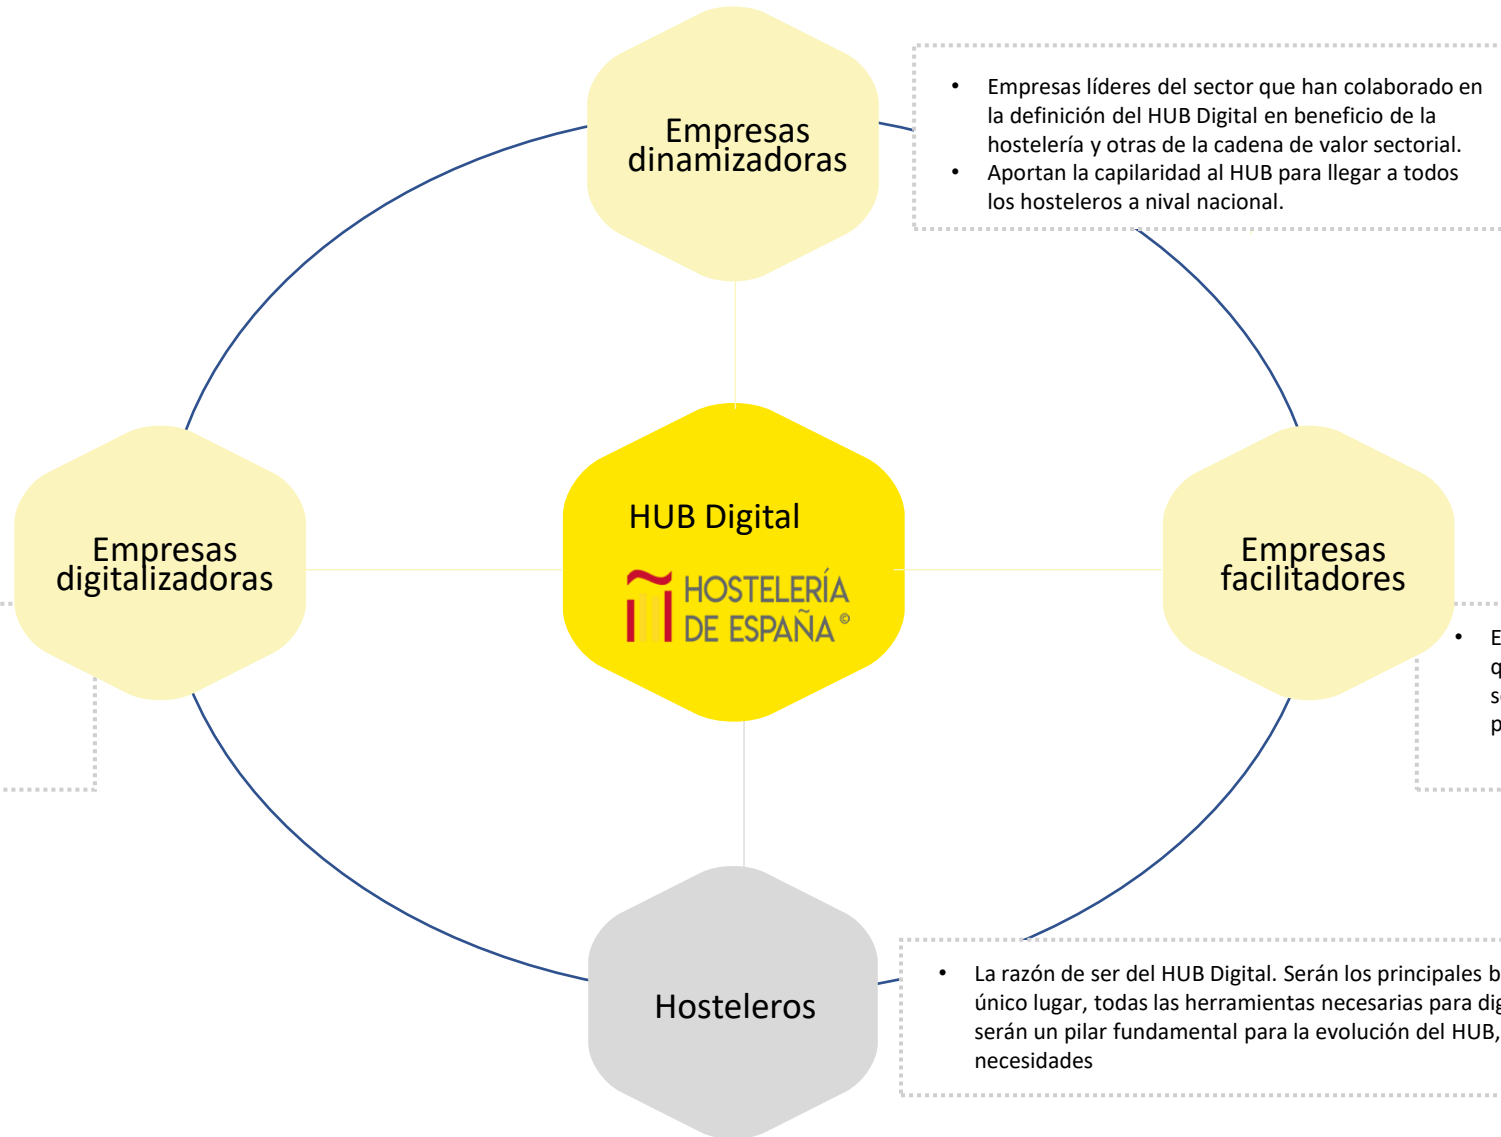 Empresas
dinamizadoras
• Empresas líderes del sector que han colaborado en
la definición del HUB Digital en beneficio de la
hostelería y otras de la cadena de valor sectorial.
• Aportan la capilaridad al HUB para llegar a todos
los hosteleros a nival nacional.
Empresas
digitalizadoras
HUB Digital
HOSTELERÍA
DE ESPAÑA©
Empresas
facilitadores
Hosteleros
• La razón de ser del HUB Digital. Serán los principales
único lugar, todas las herramientas necesarias para
serán un pilar fundamental para la evolución del HUB,
necesidades